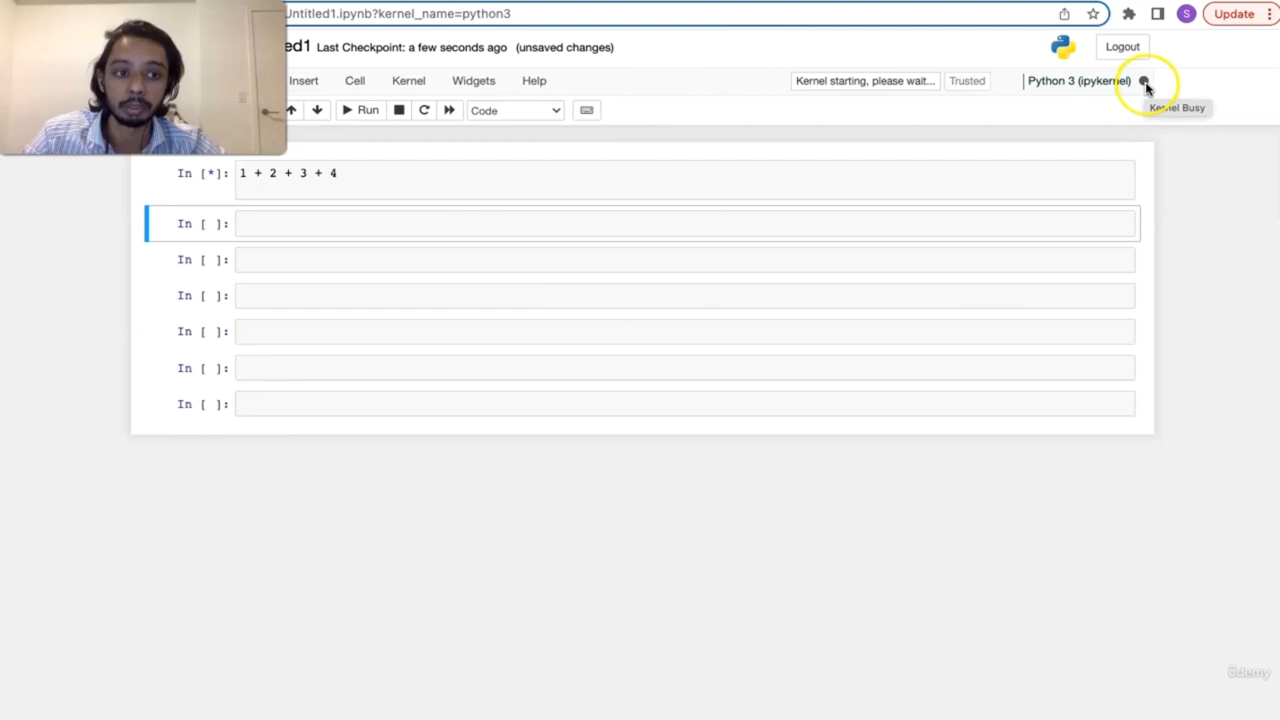 Untitled1.ipynb?kernel_name=python3
S
Update
ed1 Last Checkpoint: a few seconds ago (unsaved changes)
Logout
Insert Cell Kernel Widgets Help
Kernel starting, please wait...
Trusted
Python 3 (ipykernel)
Run
Code
Kernel Busy
In [*]: 1 + 2 + 3 + 4
In [ ]:
In [ ]:
In [ ]:
In [ ]:
In [ ]:
In [ ]:
ûdemy